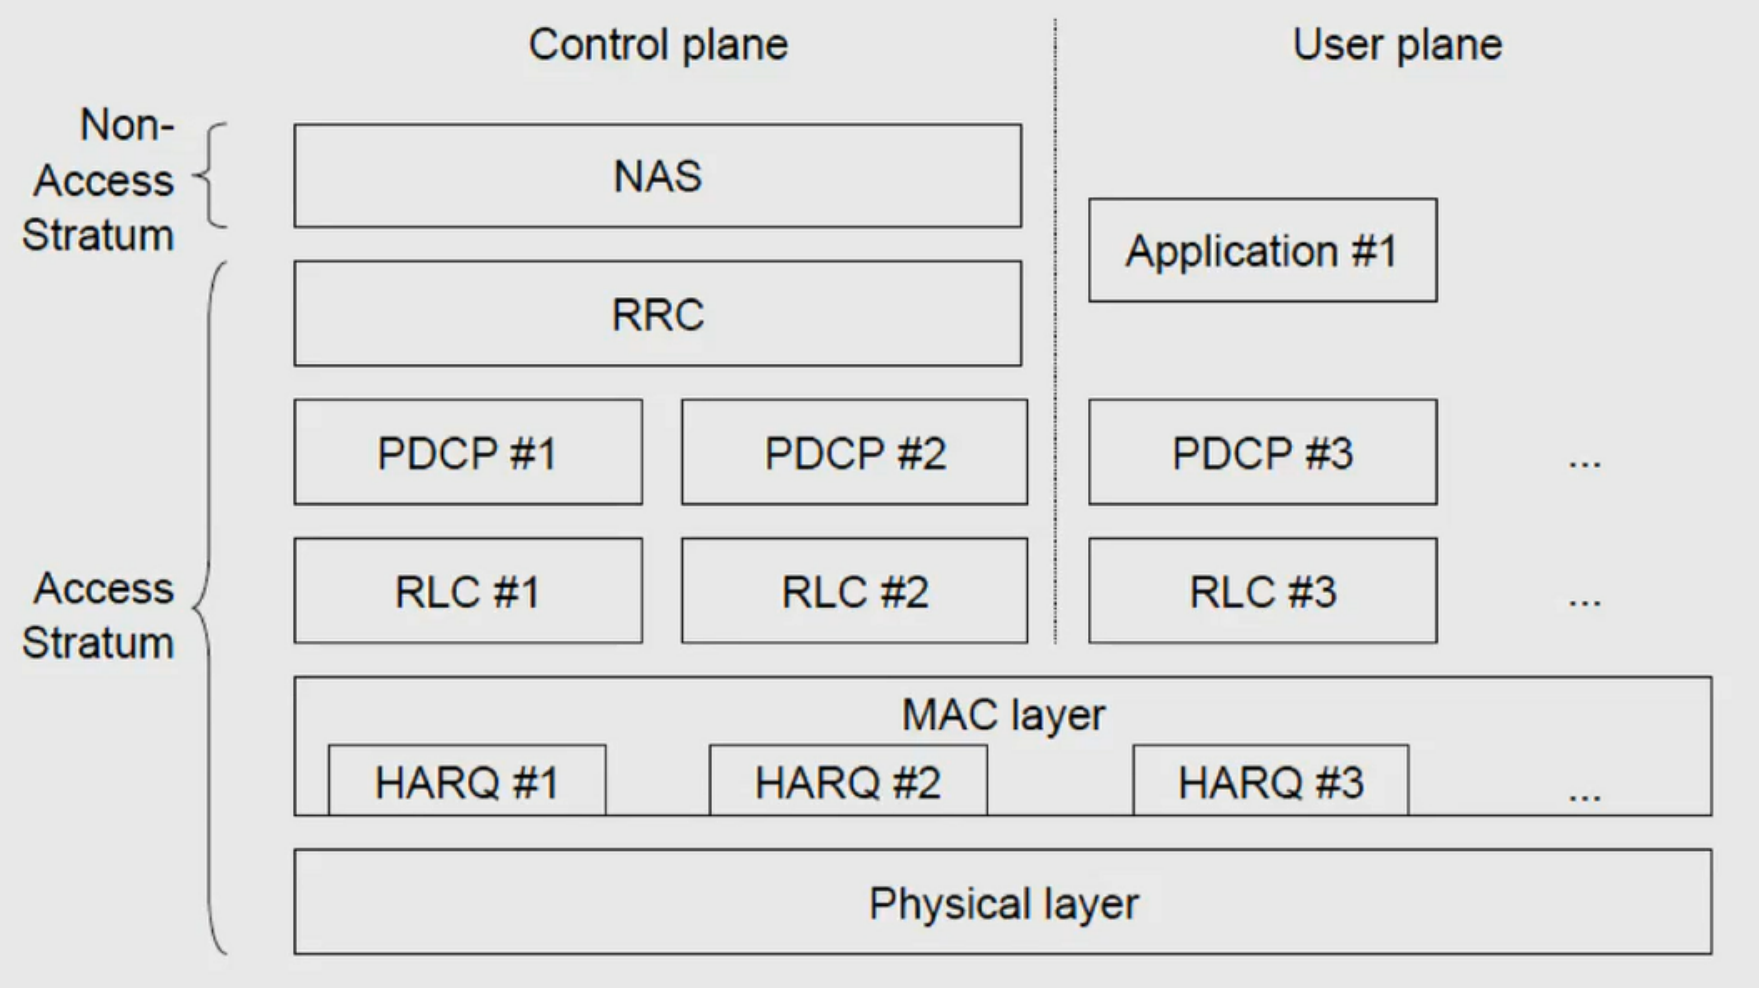 Control plane
User plane
Non-
Access
Stratum
NAS
Application #1
RRC
PDCP #1
PDCP #2
PDCP #3
...
Access
Stratum
RLC #1
RLC #2
RLC #3
...
MAC layer
HARQ #1
HARQ #2
HARQ #3
...
Physical layer